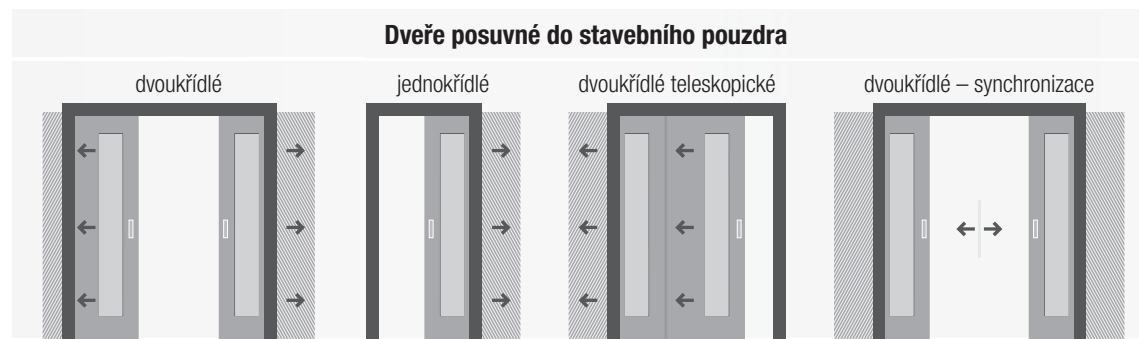 Dveře posuvné do stavebního pouzdra
dvoukřídlé
jednokřídlé
dvoukřídlé teleskopické
dvoukřídlé – synchronizace